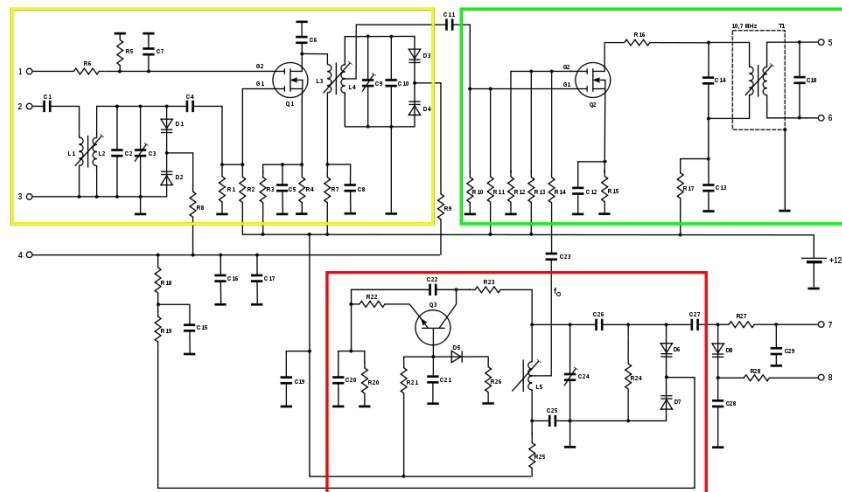 C11
10,7 MHz T1
R16
5
C6
R5 C7
R6
G2
1
G1
Q1
L3
L4
C9
C10
D3
D4
G2
G1
Q2
C14
C18
2
C1
C4
D1
6
L1 L2 C2 C3
D2
R1 R2 R3 C5 R4 R7 C8
R8
R9
R10 R11 R12 R13 R14
C12 R15
R17
C13
3
4
C23
+12
R18
C16 C17
R19
C15
C22
R23
fO
R22
Q3
C26
C27
R27
7
D5
D6
D8
C29
C19
C20 R20
R21
C21
R26
L5
C24
R24
R28
8
D7
C25
C28
R25